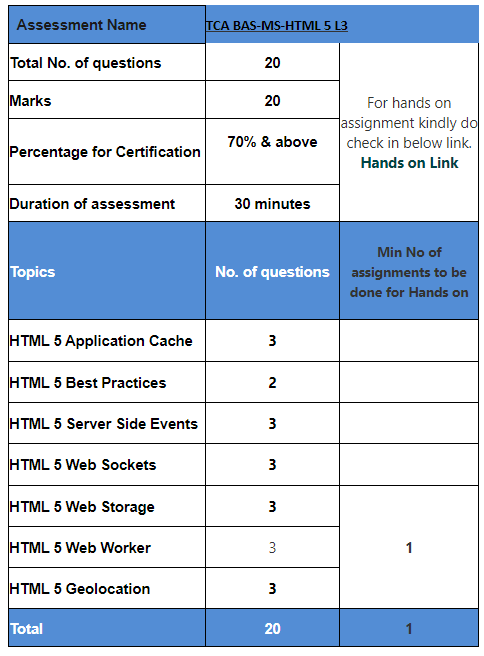 Assessment Name TCA BAS-MS-HTML 5 L3
Total No. of questions 20
Marks 20
Percentage for Certification 70% & above
Duration of assessment 30 minutes
For hands on
assignment kindly do
check in below link.
Hands on Link
Topics No. of questions
Min No of
assignments to be
done for Hands on
HTML 5 Application Cache 3
HTML 5 Best Practices 2
HTML 5 Server Side Events 3
HTML 5 Web Sockets 3
HTML 5 Web Storage 3
HTML 5 Web Worker 3 1
HTML 5 Geolocation 3
Total 20 1